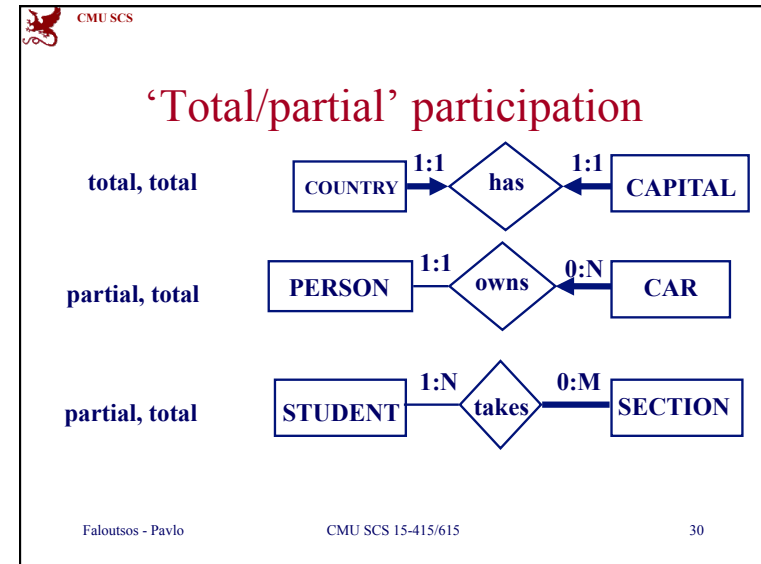 CMU SCS
‘Total/partial’ participation
total, total
COUNTRY
1:1
has
1:1
CAPITAL
partial, total
PERSON
1:1
owns
0:N
CAR
partial, total
STUDENT
1:N
takes
0:M
SECTION
Faloutsos - Pavlo
CMU SCS 15-415/615
30